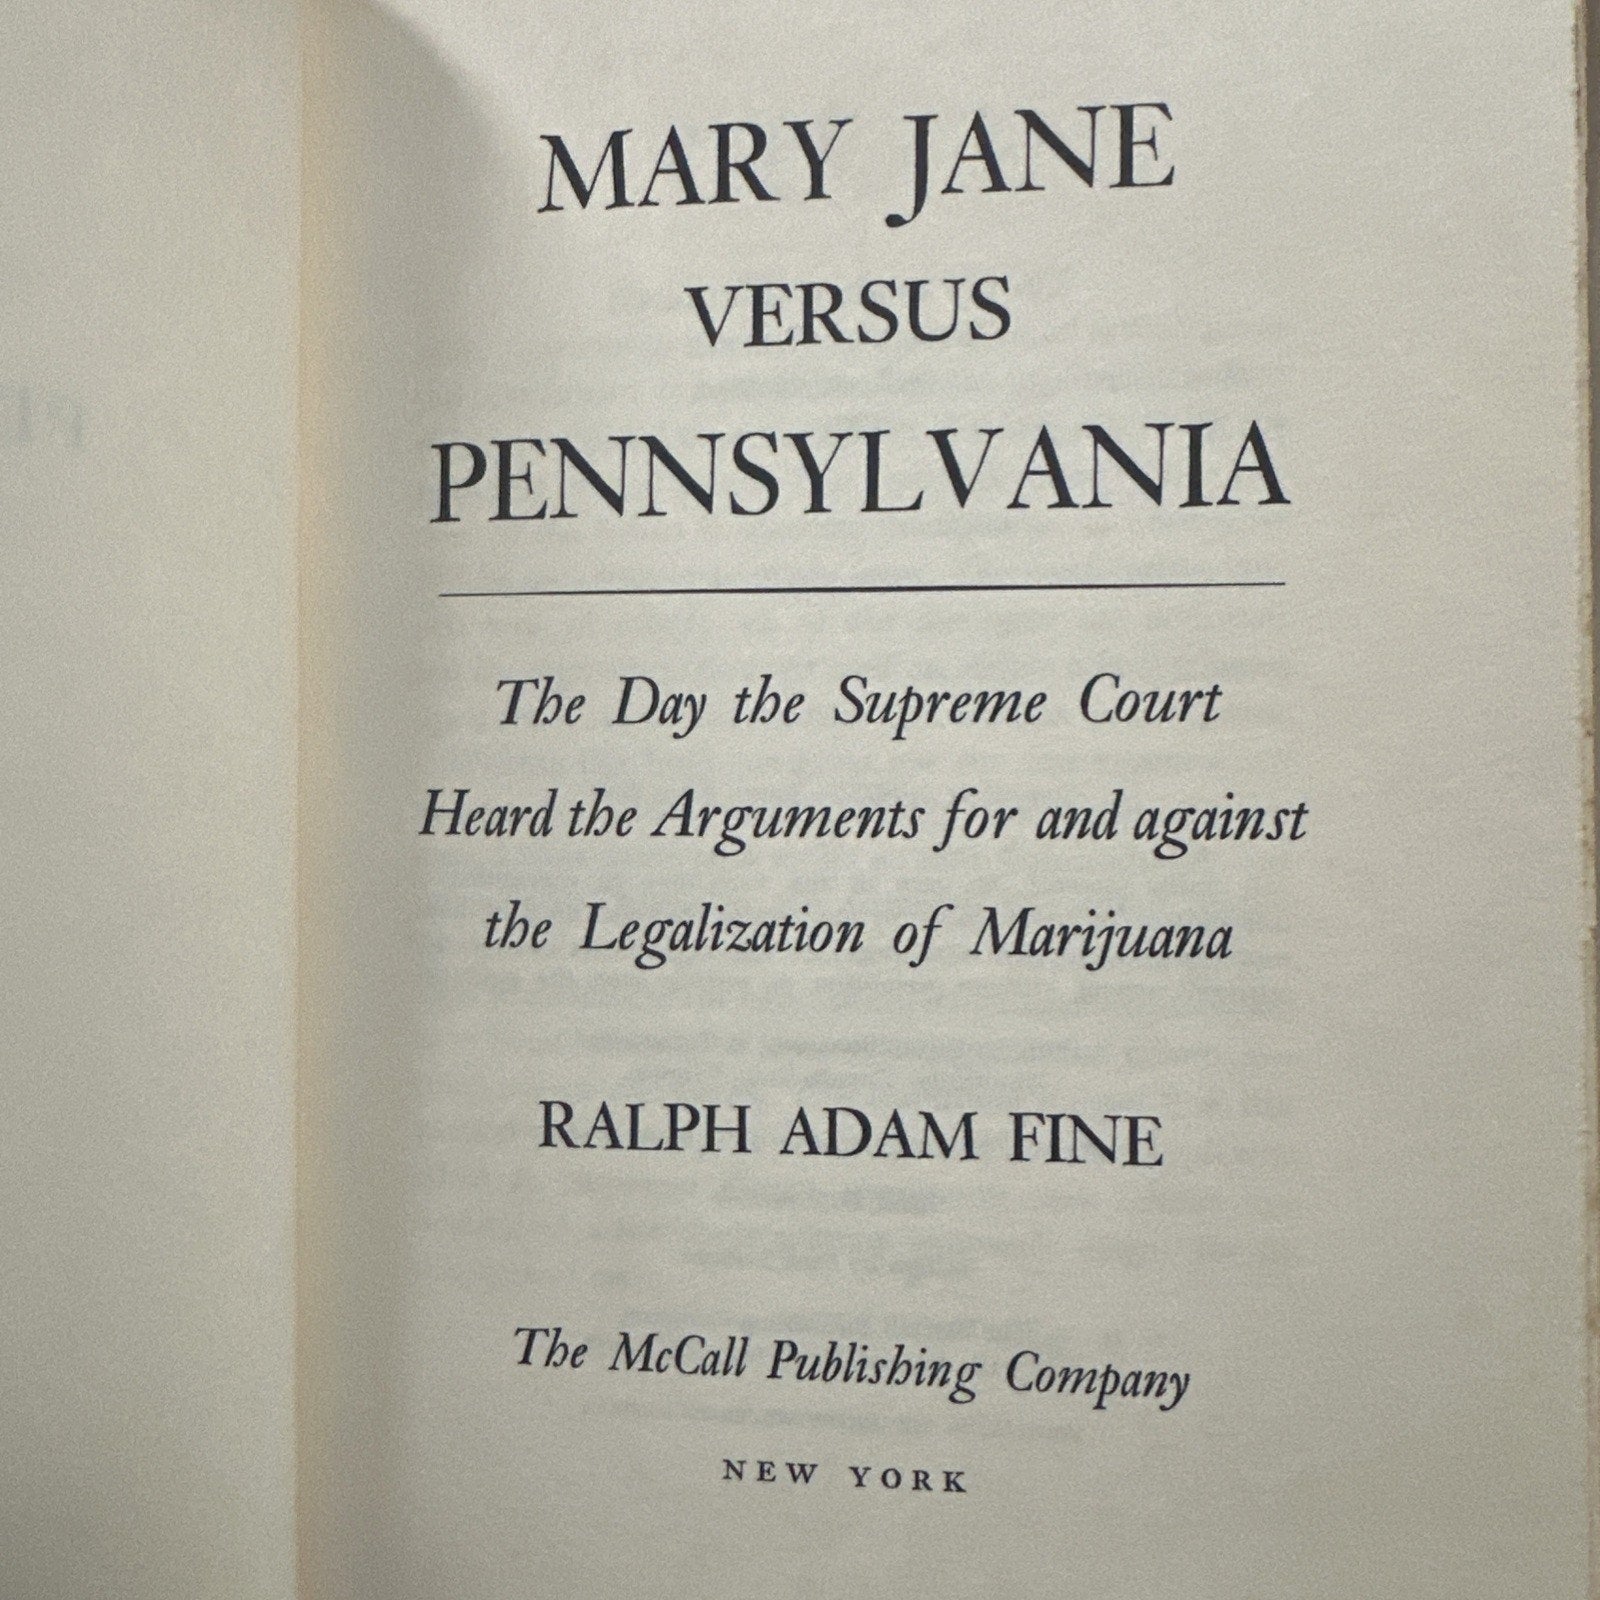 MARY JANE
VERSUS
PENNSYLVANIA
The Day the Supreme Court
Heard the Arguments for and against
the Legalization of Marijuana
RALPH ADAM FINE
The McCall Publishing Company
NEW YORK